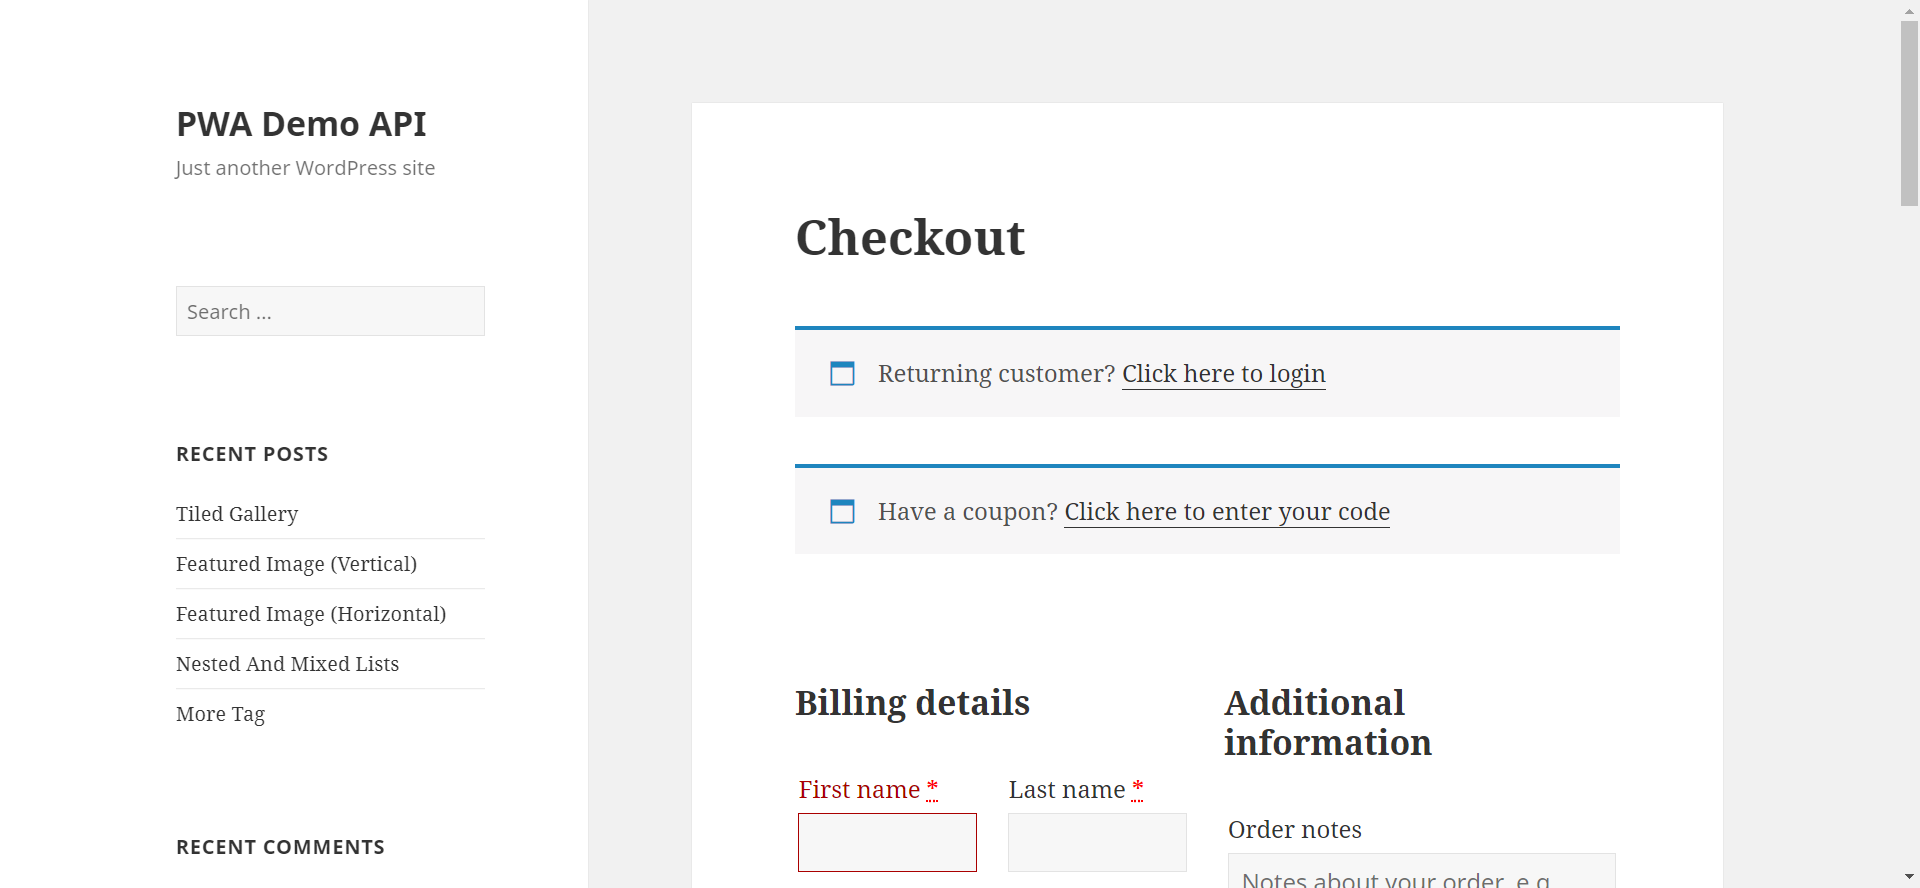 PWA Demo API
Just another WordPress site
Search ...
RECENT POSTS
Tiled Gallery
Featured Image (Vertical)
Featured Image (Horizontal)
Nested And Mixed Lists
More Tag
RECENT COMMENTS
Checkout
Returning customer? Click here to login
Have a coupon? Click here to enter your code
Billing details
First name *
Last name *
Additional
information
Order notes
Notes about your order, e.g.